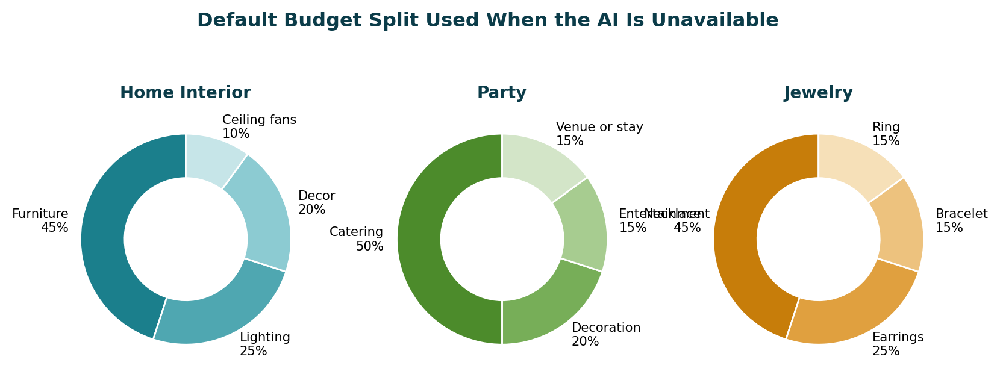 Default Budget Split Used When the AI Is Unavailable
Home Interior
Ceiling fans
10%
Decor
20%
Furniture
45%
Lighting
25%
Party
Venue or stay
15%
Entertainment
15%
Catering
50%
Decoration
20%
Jewelry
Ring
15%
Necklace
45%
Bracelet
15%
Earrings
25%